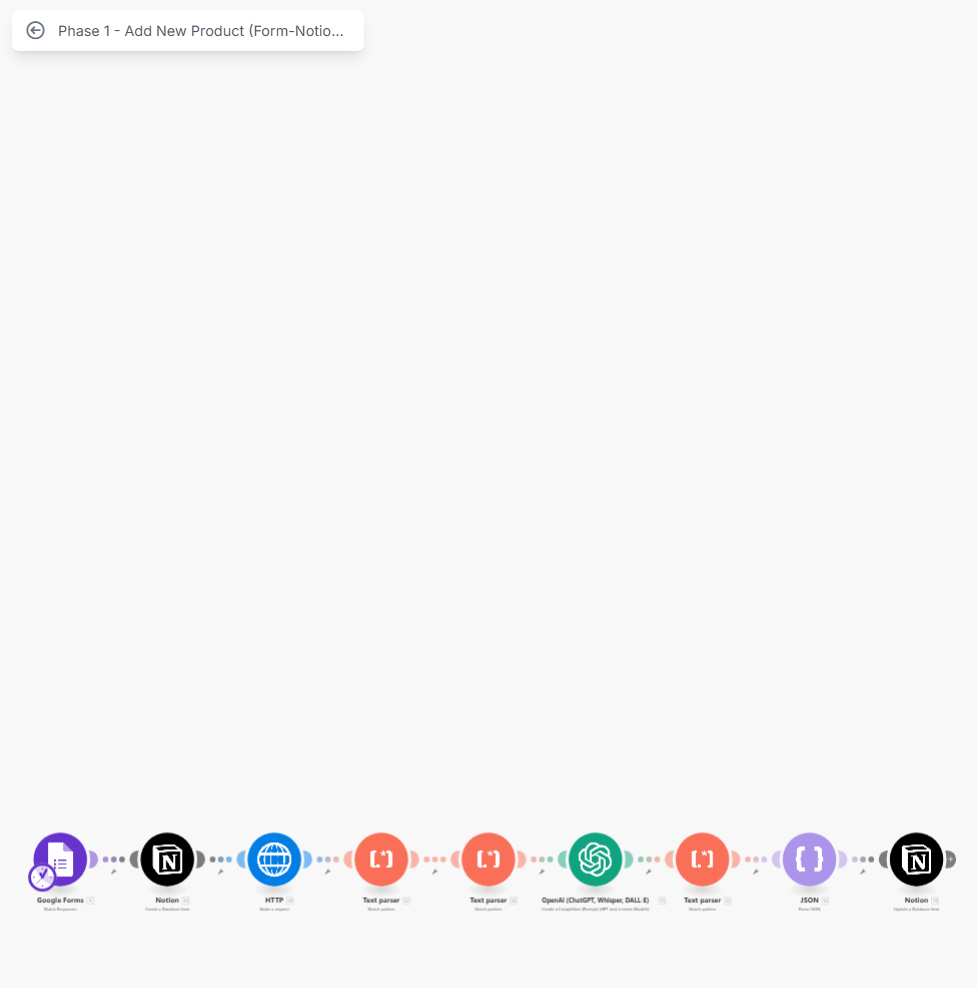 Phase 1 - Add New Product (Form-Notio...
Google Forms
Watch Responses
Notion
Create a Database Item
HTTP
Make a request
Text parser
Match pattern
Text parser
Match pattern
OpenAI (ChatGPT, Whisper, DALL-E)
Create a Completion (Prompt) (GPT and o-series Models)
Text parser
Match pattern
JSON
Parse JSON
Notion
Update a Database Item